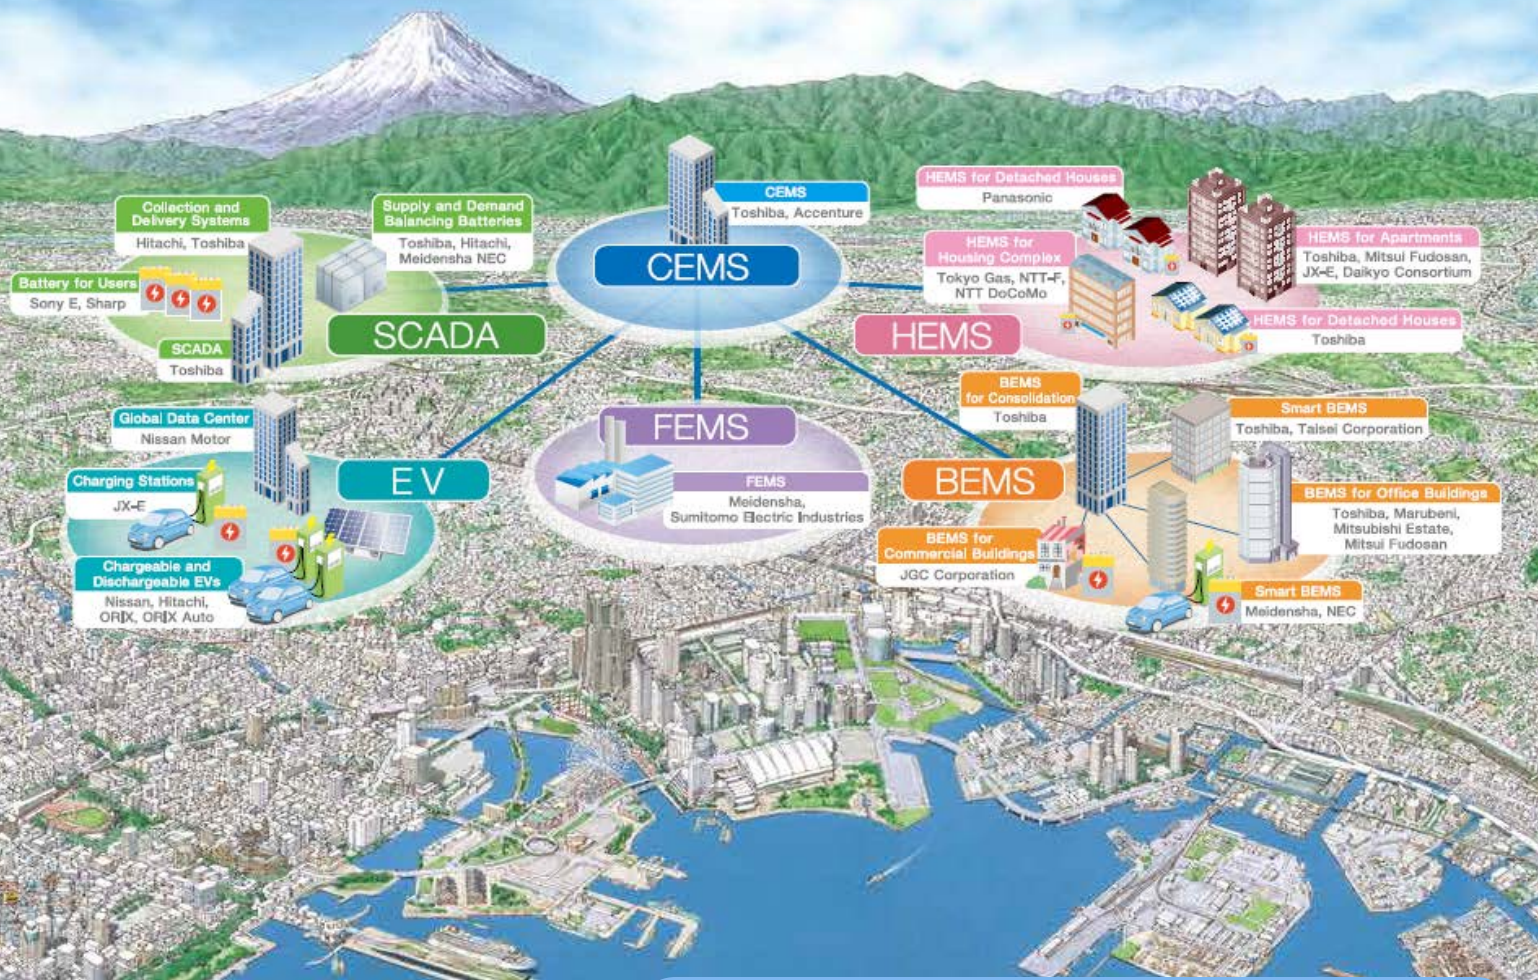 CEMS
Toshiba, Accenture
CEMS
Collection and
Delivery Systems
Hitachi, Toshiba
Supply and Demand
Balancing Batteries
Toshiba, Hitachi,
Meidensha NEC
Battery for Users
Sony E, Sharp
SCADA
Toshiba
SCADA
HEMS for Detached Houses
Panasonic
HEMS for
Housing Complex
Tokyo Gas, NTT-F,
NTT DoCoMo
HEMS for Apartments
Toshiba, Mitsui Fudosan,
JX-E, Daikyo Consortium
HEMS for Detached Houses
Toshiba
HEMS
Global Data Center
Nissan Motor
Charging Stations
JX-E
Chargeable and
Dischargeable EVs
Nissan, Hitachi,
ORIX, ORIX Auto
EV
FEMS
FEMS
Meidensha,
Sumitomo Electric Industries
BEMS
for Consolidation
Toshiba
Smart BEMS
Toshiba, Taisei Corporation
BEMS
BEMS for Office Buildings
Toshiba, Marubeni,
Mitsubishi Estate,
Mitsui Fudosan
BEMS for
Commercial Buildings
JGC Corporation
Smart BEMS
Meidensha, NEC